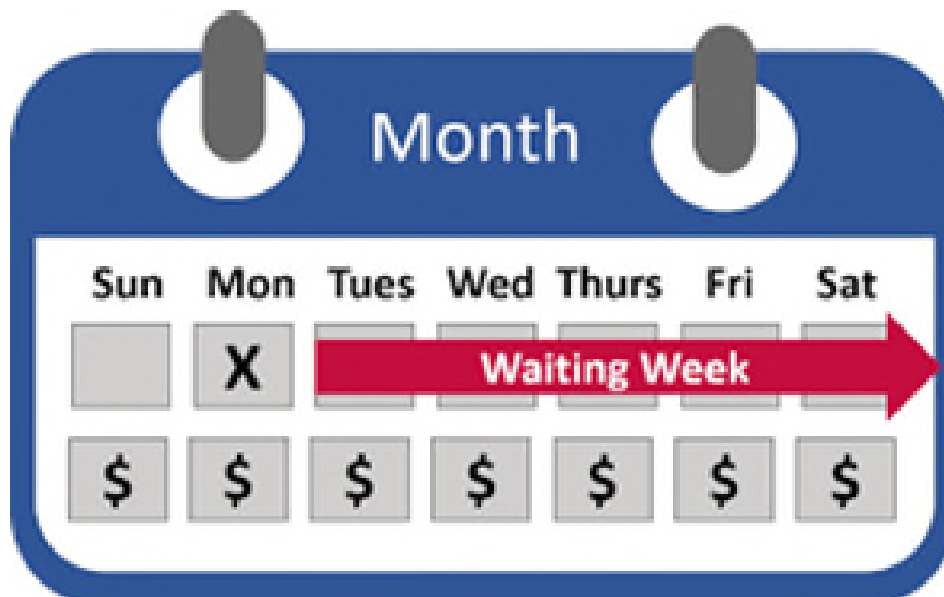 Month
Sun Mon Tues Wed Thurs Fri Sat
X Waiting Week
$ $ $ $ $ $ $